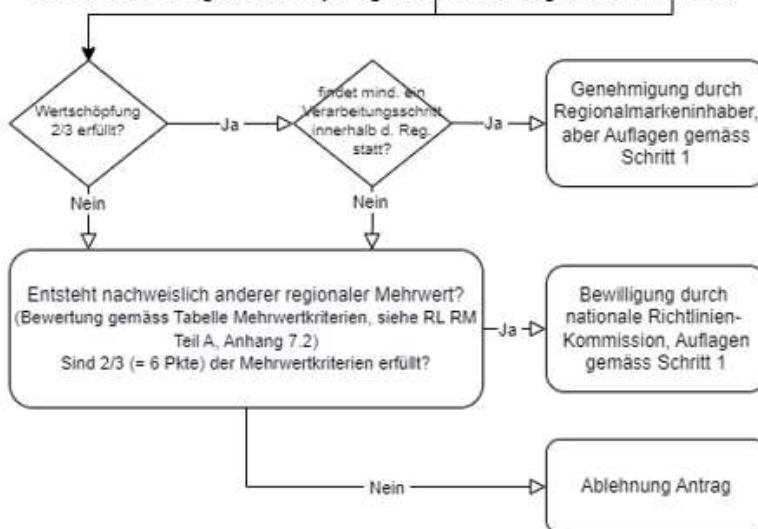 Wertschöpfung
2/3 erfüllt?
Ja
findet mind. ein
Verarbeitungsschritt
innerhalb d. Reg.
statt?
Ja
Genehmigung durch
Regionalmarkeninhaber,
aber Auflagen gemäss
Schritt 1
Nein
Nein
Entsteht nachweislich anderer regionaler Mehrwert?
(Bewertung gemäss Tabelle Mehrwertkriterien, siehe RL RM
Teil A, Anhang 7.2)
Sind 2/3 (= 6 Pkte) der Mehrwertkriterien erfüllt?
Ja
Bewilligung durch
nationale Richtlinien-
Kommission, Auflagen
gemäss Schritt 1
Nein
Ablehnung Antrag